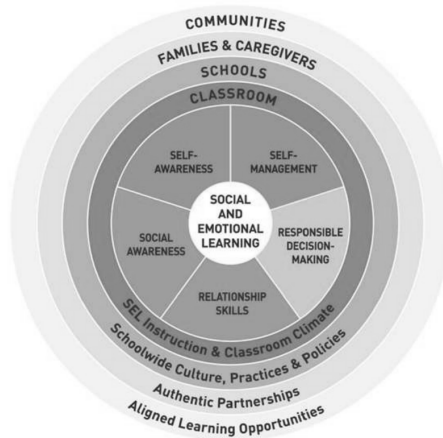 COMMUNITIES
FAMILIES & CAREGIVERS
SCHOOLS
CLASSROOM
SELF-
AWARENESS
SELF-
MANAGEMENT
SOCIAL
AND
EMOTIONAL
LEARNING
SOCIAL
AWARENESS
RESPONSIBLE
DECISION-
MAKING
RELATIONSHIP
SKILLS
SEL Instruction & Classroom Climate
Schoolwide Culture, Practices & Policies
Authentic Partnerships
Aligned Learning Opportunities